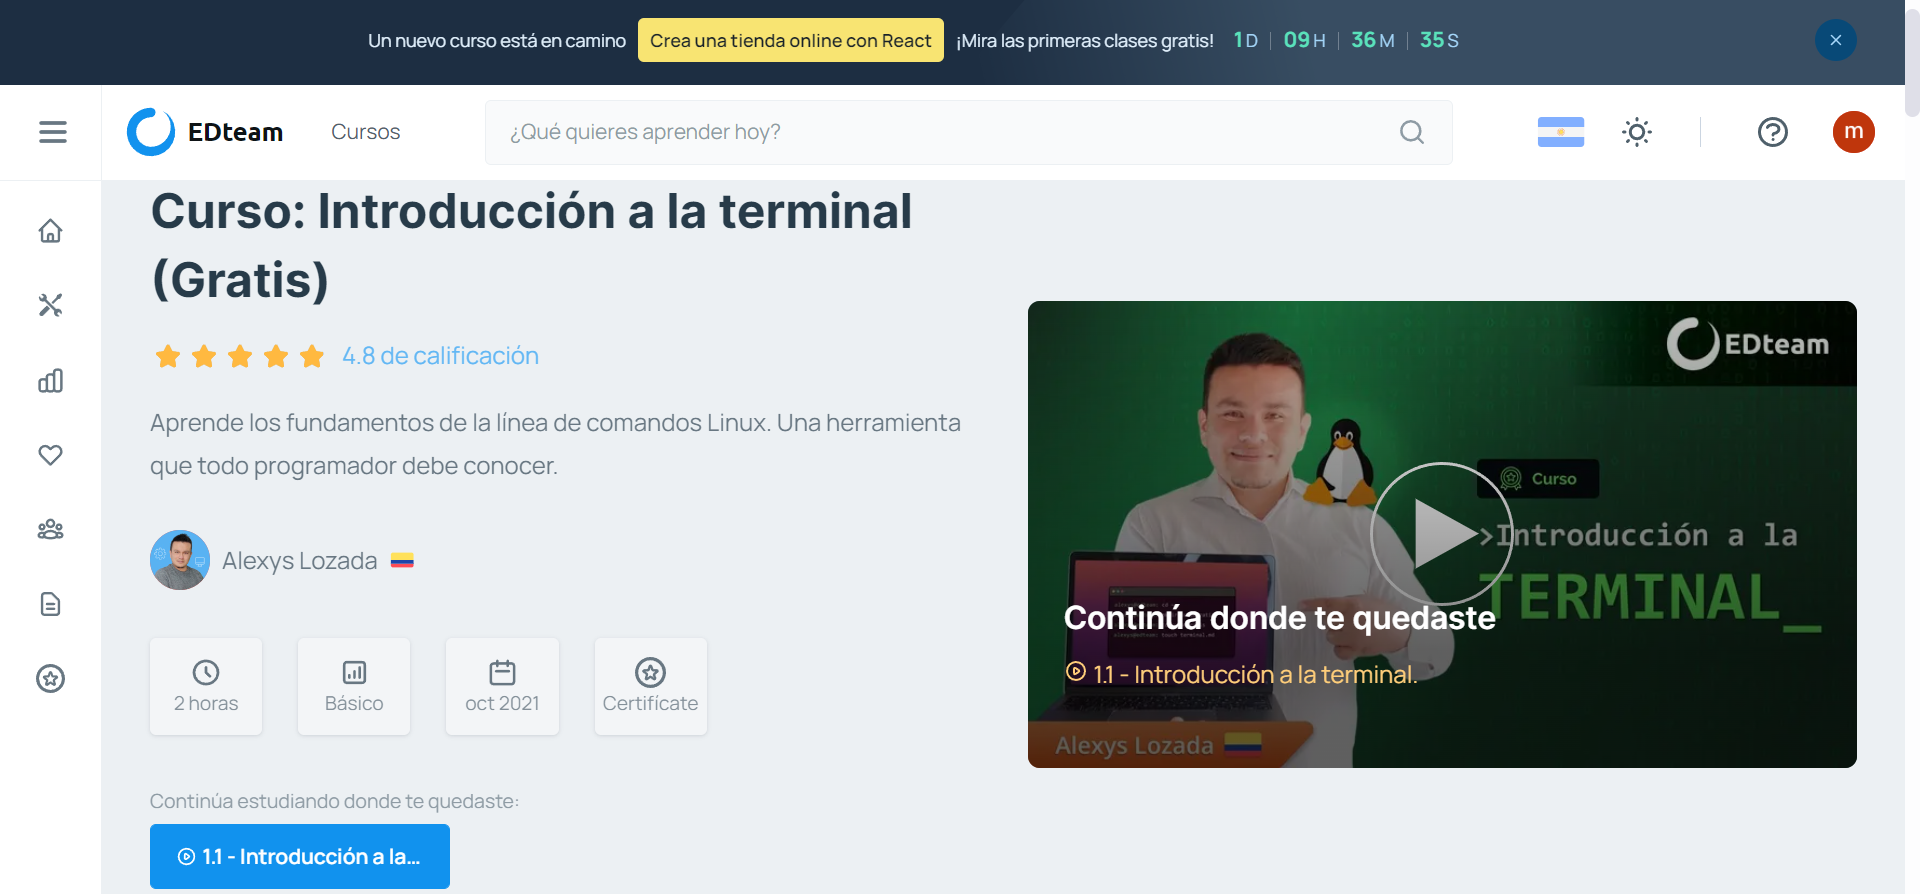 Un nuevo curso está en camino Crea una tienda online con React ¡Mira las primeras clases gratis! 1D | 09H | 36M | 35S
EDteam Cursos ¿Qué quieres aprender hoy? m
Curso: Introducción a la terminal
(Gratis)
4.8 de calificación
Aprende los fundamentos de la línea de comandos Linux. Una herramienta
que todo programador debe conocer.
Alexys Lozada
2 horas
Básico
oct 2021
Certifícate
Continúa estudiando donde te quedaste:
1.1 - Introducción a la...
EDteam
Curso
>Introducción a la
TERMINAL_
Continúa donde te quedaste
1.1 - Introducción a la terminal.
Alexys Lozada